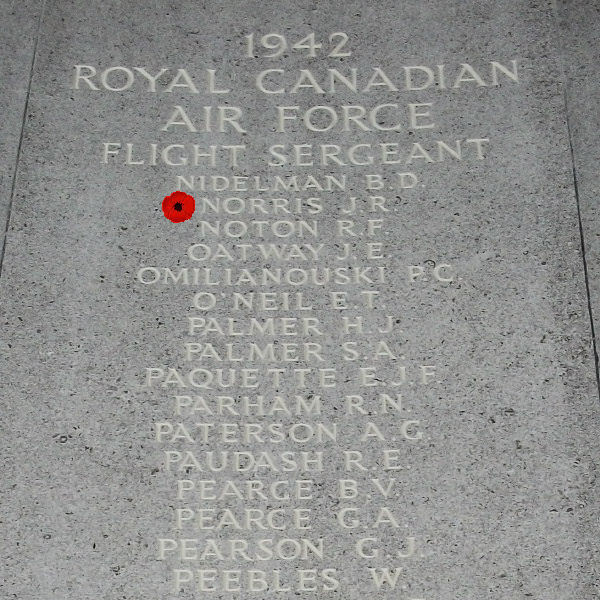 1942
ROYAL CANADIAN
AIR FORCE
FLIGHT SERGEANT
NIDELMAN B.D.
NORRIS J.R.
NOTON R.F.
OATWAY J.E.
OMILIANOUSKI P.C.
O'NEIL E.T.
PALMER H.J.
PALMER S.A.
PAQUETTE E.J.F.
PARHAM R.N.
PATERSON A.G.
PAUDASH R.E.
PEARCE B.V.
PEARCE G.A.
PEARSON G.J.
PEEBLES W.